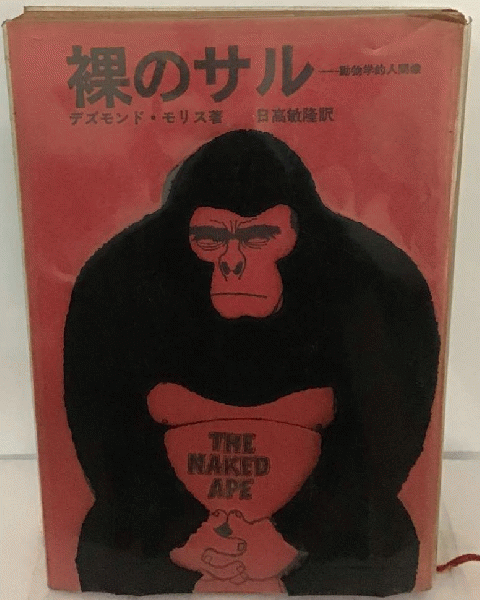 裸のサル——動物学的人間像
デズモンド・モリス著 日高敏隆訳
THE
NAKED
APE